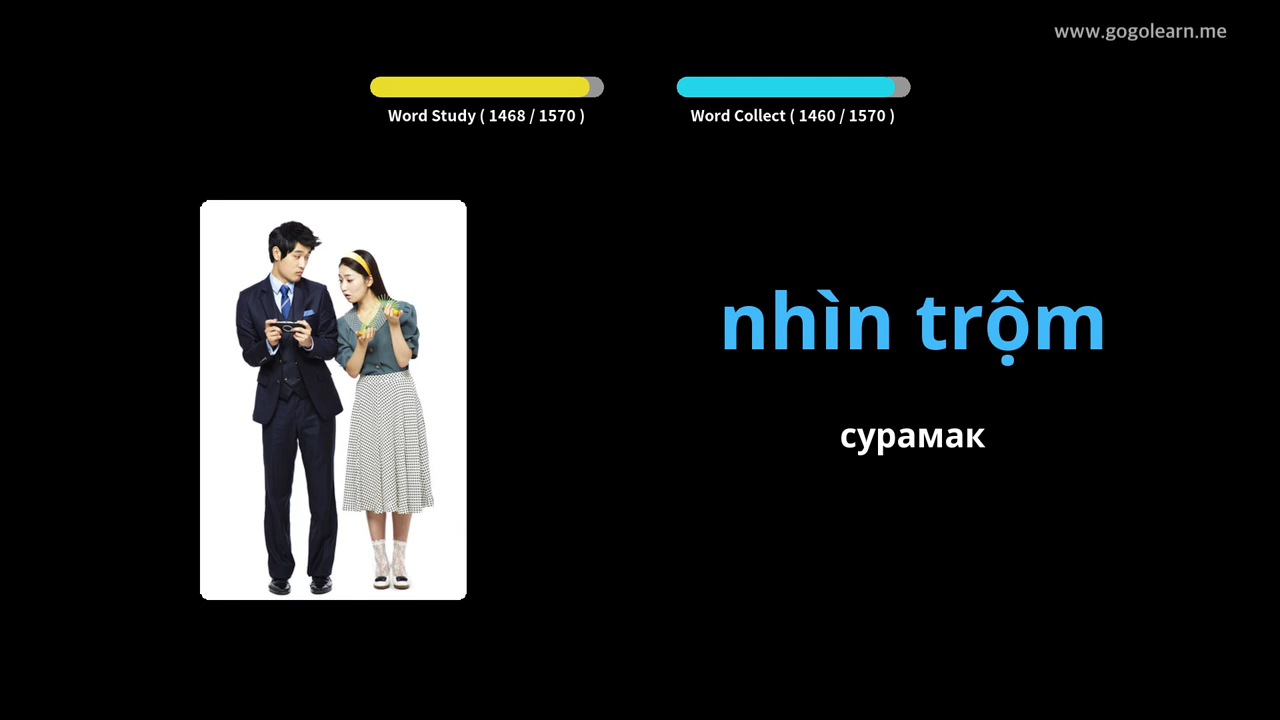 www.gogolearn.me
Word Study ( 1468 / 1570 )
Word Collect ( 1460 / 1570 )
nhìn trộm
сурамак